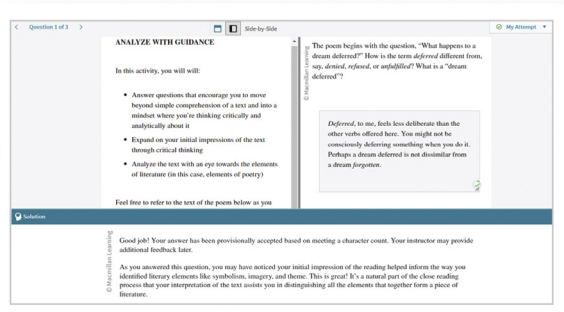 < Question 1 of 3 >
Side-by-Side
My Attempt
ANALYZE WITH GUIDANCE
In this activity, you will will:
• Answer questions that encourage you to move
beyond simple comprehension of a text and into a
mindset where you're thinking critically and
analytically about it
• Expand on your initial impressions of the text
through critical thinking
• Analyze the text with an eye towards the elements
of literature (in this case, elements of poetry)
Feel free to refer to the text of the poem below as you
© Macmillan Learning
The poem begins with the question, “What happens to a
dream deferred?” How is the term deferred different from,
say, denied, refused, or unfulfilled? What is a “dream
deferred”?
Deferred, to me, feels less deliberate than the
other verbs offered here. You might not be
consciously deferring something when you do it.
Perhaps a dream deferred is not dissimilar from
a dream forgotten.
Solution
© Macmillan Learning
Good job! Your answer has been provisionally accepted based on meeting a character count. Your instructor may provide
additional feedback later.
As you answered this question, you may have noticed your initial impression of the reading helped inform the way you
identified literary elements like symbolism, imagery, and theme. This is great! It's a natural part of the close reading
process that your interpretation of the text assists you in distinguishing all the elements that together form a piece of
literature.